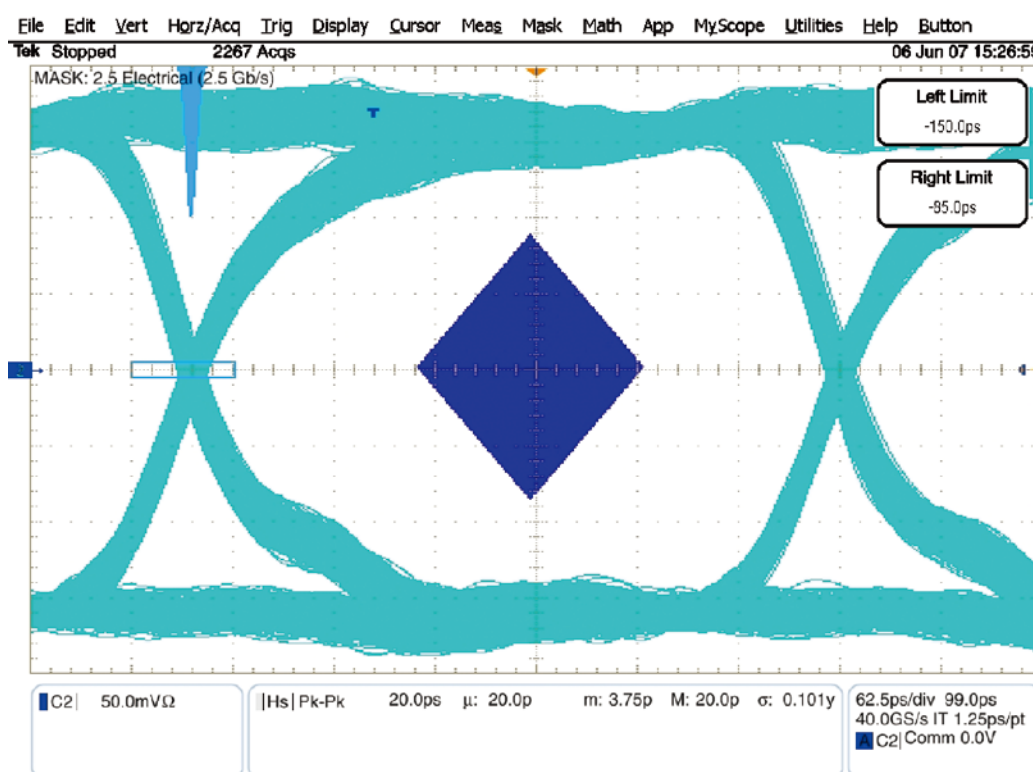 File Edit Vert Horz/Acq Trig Display Cursor Meas Mask Math App MyScope Utilities Help Button
Tek Stopped 2267 Acqs 06 Jun 07 15:26:59
MASK: 2.5 Electrical (2.5 Gb/s)
Left Limit
-150.0ps
Right Limit
-85.0ps
T
C2 50.0mVΩ
Hs Pk-Pk 20.0ps µ: 20.0p m: 3.75p M: 20.0p σ: 0.101y
62.5ps/div 99.0ps
40.0GS/s IT 1.25ps/pt
A C2 Comm 0.0V